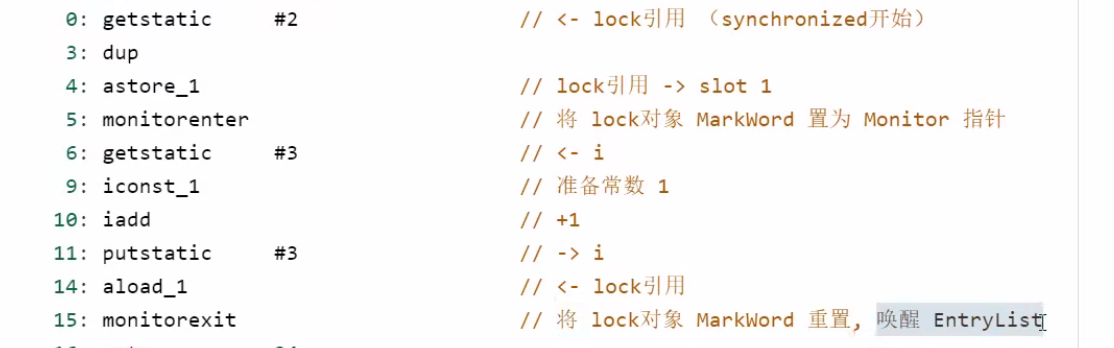 0: getstatic #2 // <- lock引用 （synchronized开始）
3: dup
4: astore_1 // lock引用 -> slot 1
5: monitorenter // 将 lock对象 MarkWord 置为 Monitor 指针
6: getstatic #3 // <- i
9: iconst_1 // 准备常数 1
10: iadd // +1
11: putstatic #3 // -> i
14: aload_1 // <- lock引用
15: monitorexit // 将 lock对象 MarkWord 重置, 唤醒 EntryList